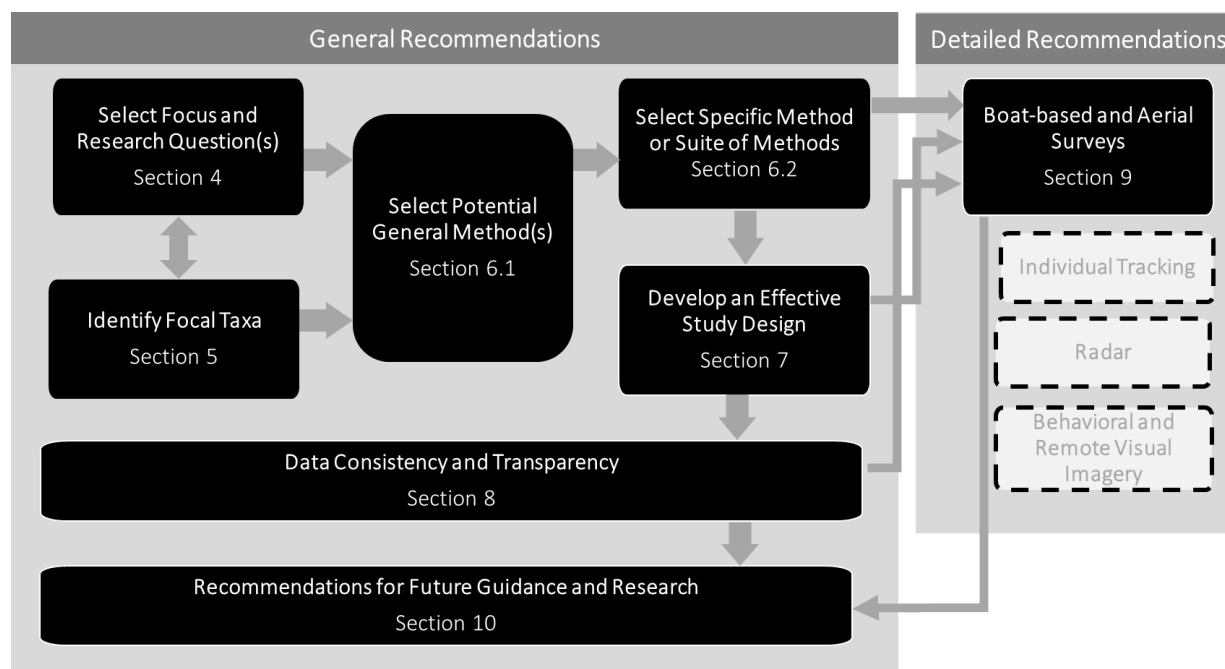 General Recommendations
Detailed Recommendations
Select Focus and
Research Question(s)
Section 4
Identify Focal Taxa
Section 5
Select Potential
General Method(s)
Section 6.1
Select Specific Method
or Suite of Methods
Section 6.2
Develop an Effective
Study Design
Section 7
Data Consistency and Transparency
Section 8
Recommendations for Future Guidance and Research
Section 10
Boat-based and Aerial
Surveys
Section 9
Individual Tracking
Radar
Behavioral and
Remote Visual
Imagery